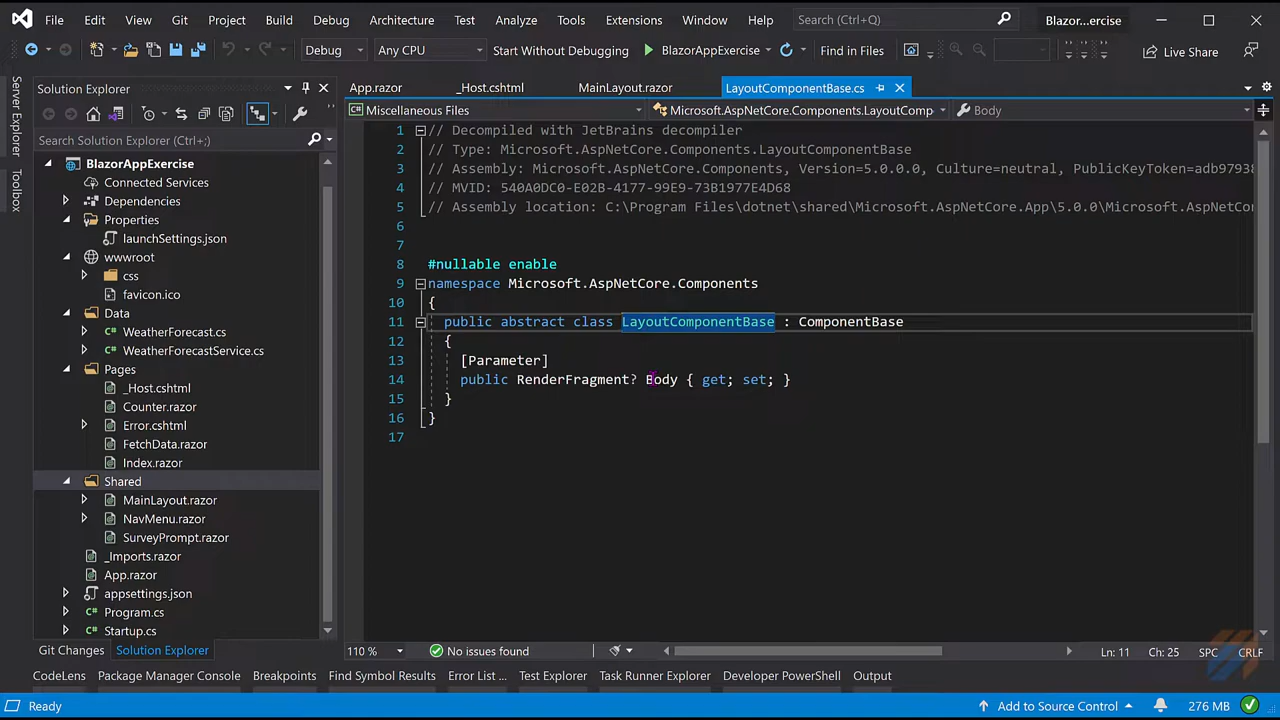 File Edit View Git Project Build Debug Architecture Test Analyze Tools Extensions Window Help Search (Ctrl+Q) Blazor...ercise
Debug Any CPU Start Without Debugging BlazorAppExercise Find in Files Live Share
Server Explorer
Toolbox
Solution Explorer
Search Solution Explorer (Ctrl+;)
BlazorAppExercise
Connected Services
Dependencies
Properties
launchSettings.json
wwwroot
css
favicon.ico
Data
WeatherForecast.cs
WeatherForecastService.cs
Pages
_Host.cshtml
Counter.razor
Error.cshtml
FetchData.razor
Index.razor
Shared
MainLayout.razor
NavMenu.razor
SurveyPrompt.razor
_Imports.razor
App.razor
appsettings.json
Program.cs
Startup.cs
Git Changes Solution Explorer
App.razor _Host.cshtml MainLayout.razor LayoutComponentBase.cs
Miscellaneous Files Microsoft.AspNetCore.Components.LayoutComp Body
1 // Decompiled with JetBrains decompiler
2 // Type: Microsoft.AspNetCore.Components.LayoutComponentBase
3 // Assembly: Microsoft.AspNetCore.Components, Version=5.0.0.0, Culture=neutral, PublicKeyToken=adb97938
4 // MVID: 540A0DC0-E02B-4177-99E9-73B1977E4D68
5 // Assembly location: C:\Program Files\dotnet\shared\Microsoft.AspNetCore.App\5.0.0\Microsoft.AspNetCor
6
7
8 #nullable enable
9 namespace Microsoft.AspNetCore.Components
10 {
11 public abstract class LayoutComponentBase : ComponentBase
12 {
13 [Parameter]
14 public RenderFragment? Body { get; set; }
15 }
16 }
17
110 % No issues found Ln: 11 Ch: 25 SPC CRLF
CodeLens Package Manager Console Breakpoints Find Symbol Results Error List ... Test Explorer Task Runner Explorer Developer PowerShell Output
Ready Add to Source Control 276 MB